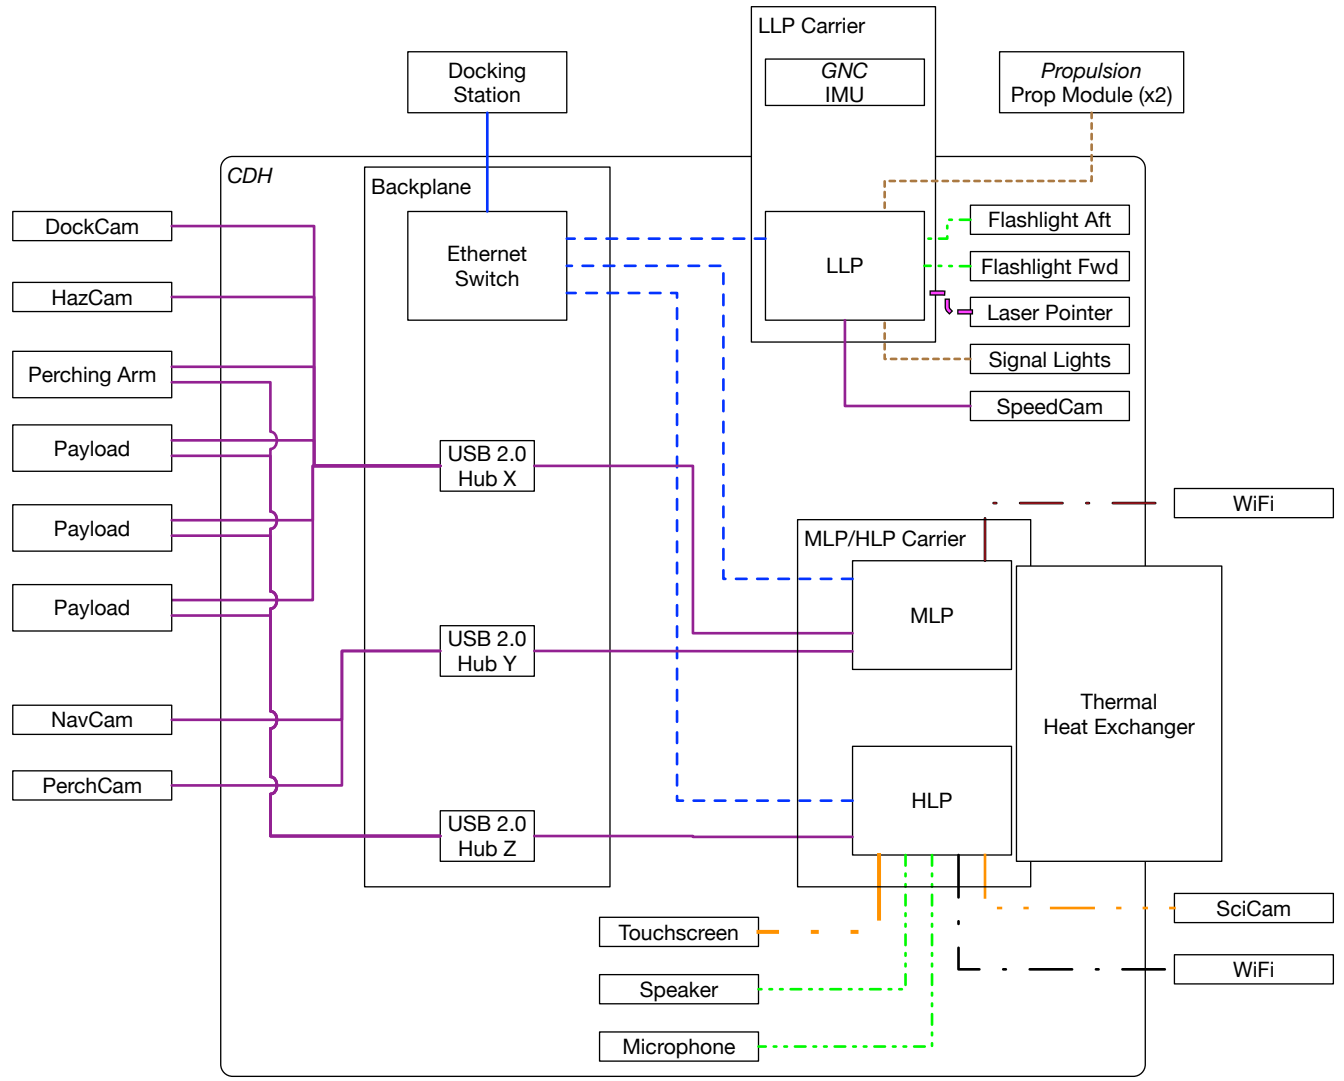 LLP Carrier
GNC
IMU
Docking
Station
Propulsion
Prop Module (x2)
CDH
Backplane
DockCam
HazCam
Perching Arm
Payload
Payload
Payload
NavCam
PerchCam
Ethernet
Switch
LLP
Flashlight Aft
Flashlight Fwd
Laser Pointer
Signal Lights
SpeedCam
USB 2.0
Hub X
USB 2.0
Hub Y
USB 2.0
Hub Z
WiFi
MLP/HLP Carrier
MLP
HLP
Thermal
Heat Exchanger
Touchscreen
Speaker
Microphone
SciCam
WiFi